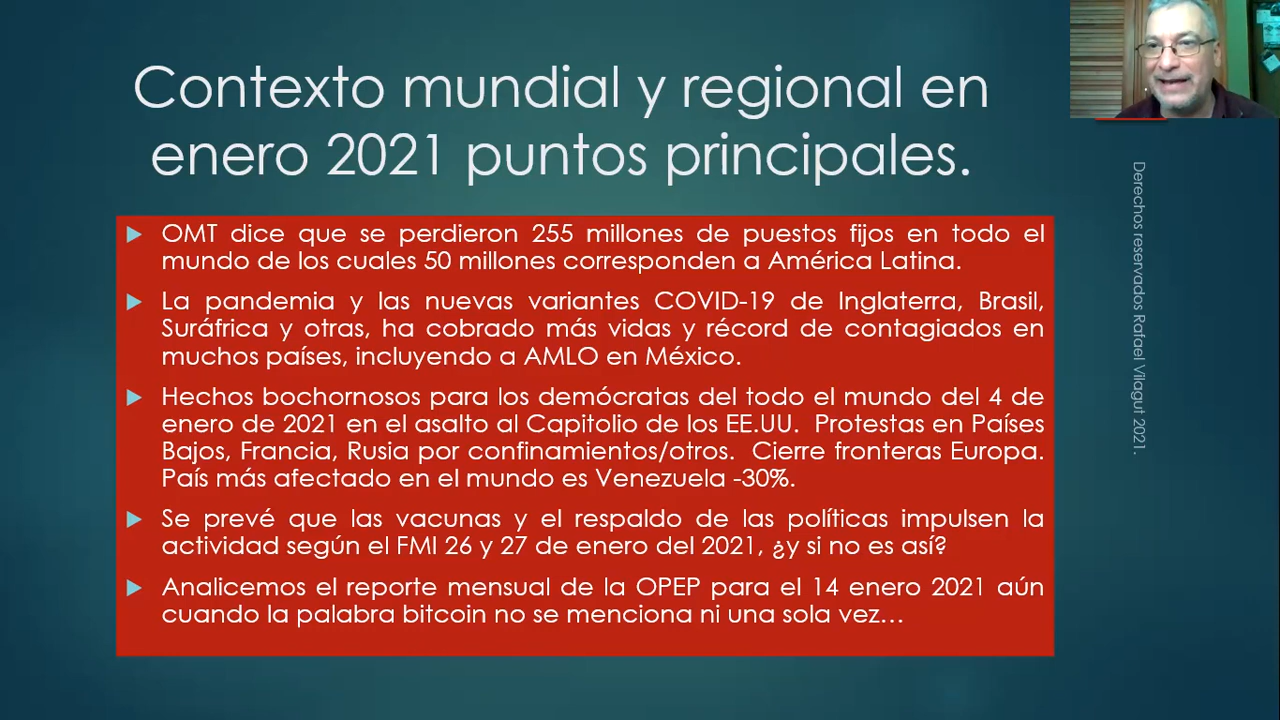 Contexto mundial y regional en
enero 2021 puntos principales.
OMT dice que se perdieron 255 millones de puestos fijos en todo el
mundo de los cuales 50 millones corresponden a América Latina.
La pandemia y las nuevas variantes COVID-19 de Inglaterra, Brasil,
Suráfrica y otras, ha cobrado más vidas y récord de contagiados en
muchos países, incluyendo a AMLO en México.
Hechos bochornosos para los demócratas del todo el mundo del 4 de
enero de 2021 en el asalto al Capitolio de los EE.UU. Protestas en Países
Bajos, Francia, Rusia por confinamientos/otros. Cierre fronteras Europa.
País más afectado en el mundo es Venezuela -30%.
Se prevé que las vacunas y el respaldo de las políticas impulsen la
actividad según el FMI 26 y 27 de enero del 2021, ¿y si no es así?
Analicemos el reporte mensual de la OPEP para el 14 enero 2021 aún
cuando la palabra bitcoin no se menciona ni una sola vez...
Derechos reservados Rafael Vilagut 2021.